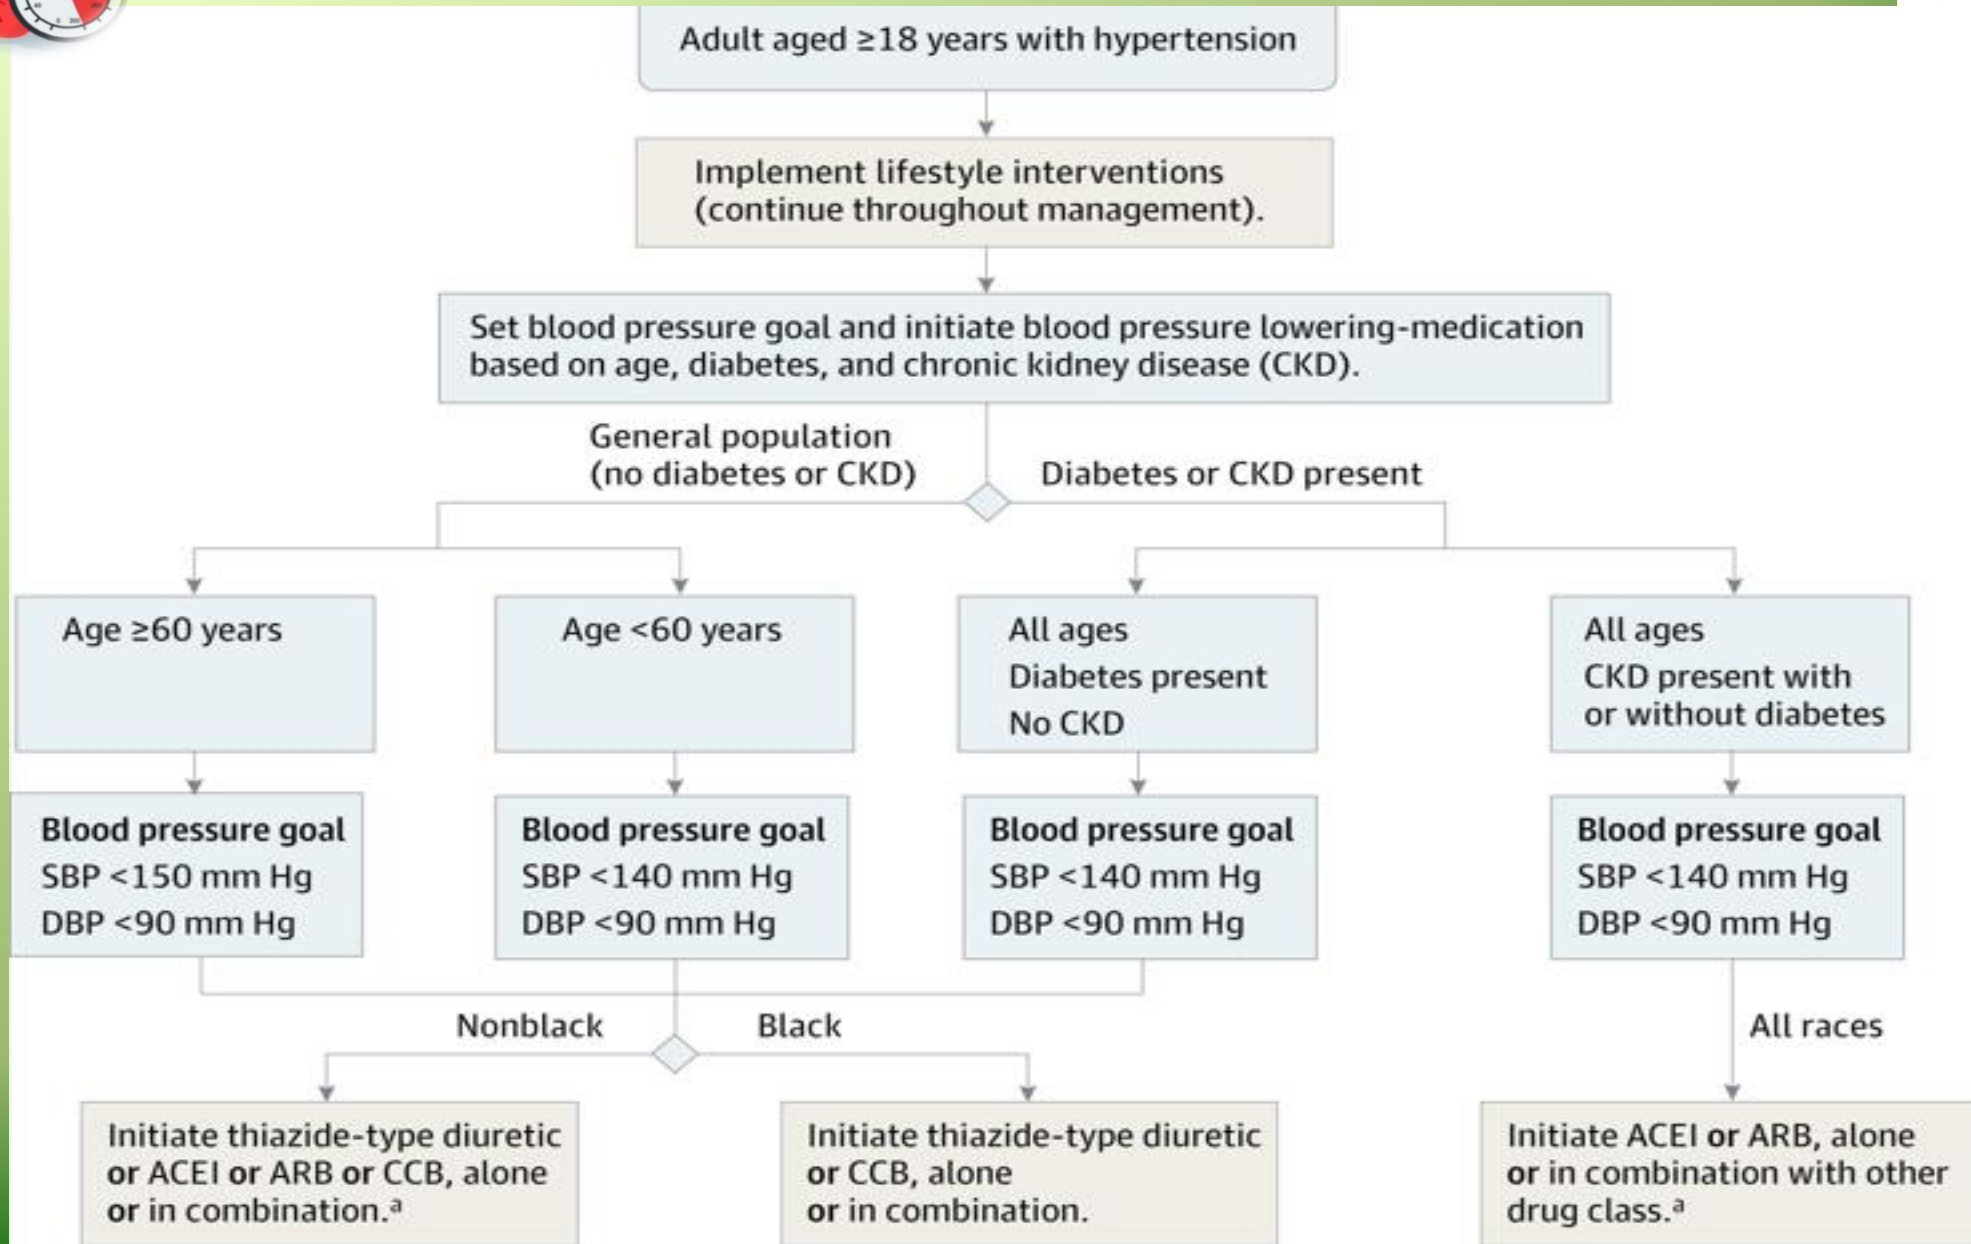 Adult aged ≥18 years with hypertension
Implement lifestyle interventions
(continue throughout management).
Set blood pressure goal and initiate blood pressure lowering-medication
based on age, diabetes, and chronic kidney disease (CKD).
General population
(no diabetes or CKD)
Diabetes or CKD present
Age ≥60 years
Age <60 years
All ages
Diabetes present
No CKD
All ages
CKD present with
or without diabetes
Blood pressure goal
SBP <150 mm Hg
DBP <90 mm Hg
Blood pressure goal
SBP <140 mm Hg
DBP <90 mm Hg
Blood pressure goal
SBP <140 mm Hg
DBP <90 mm Hg
Blood pressure goal
SBP <140 mm Hg
DBP <90 mm Hg
Nonblack
Black
All races
Initiate thiazide-type diuretic
or ACEI or ARB or CCB, alone
or in combination.ª
Initiate thiazide-type diuretic
or CCB, alone
or in combination.
Initiate ACEI or ARB, alone
or in combination with other
drug class.ª